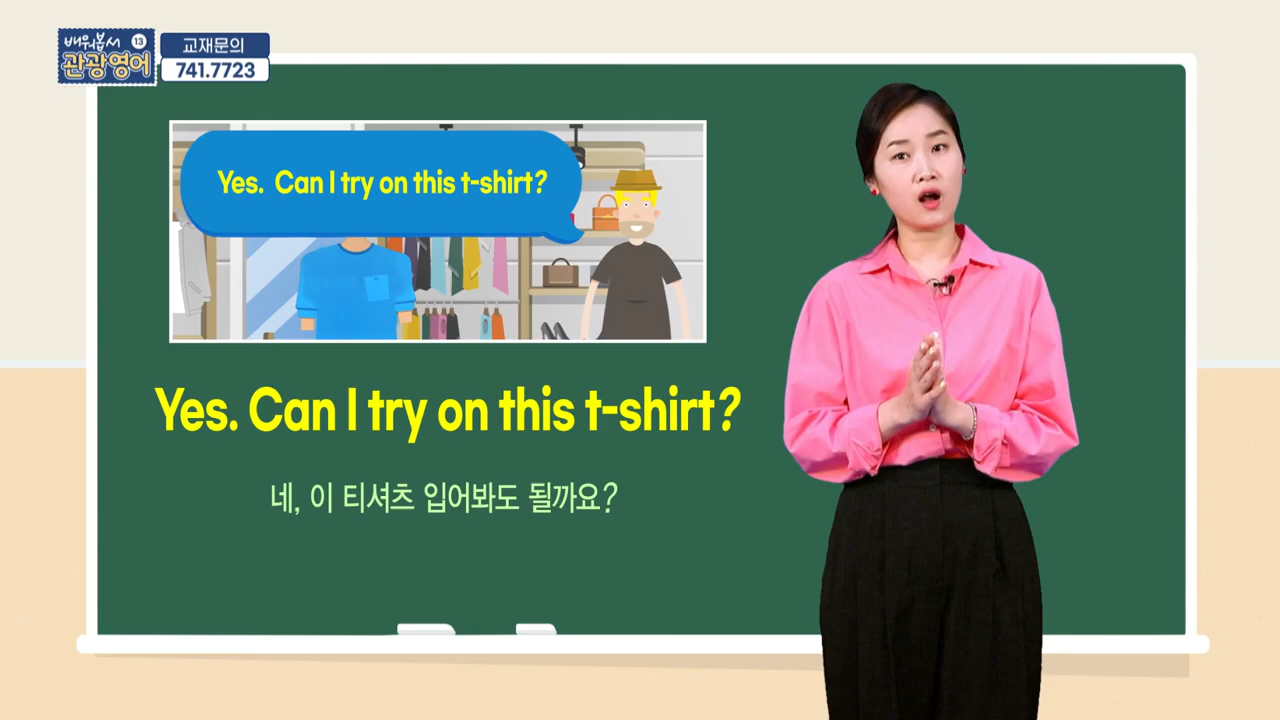 배워봅서 13
관광영어
교재문의
741.7723
Yes. Can I try on this t-shirt?
Yes. Can I try on this t-shirt?
네, 이 티셔츠 입어봐도 될까요?